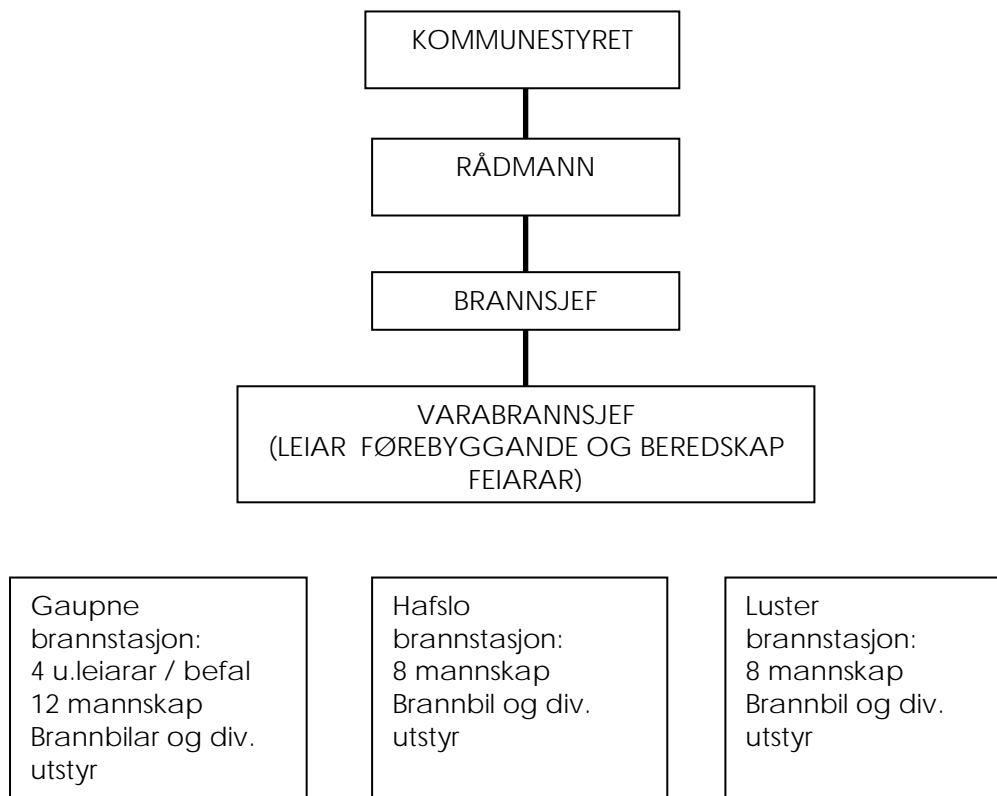 KOMMUNESTYRET
RÅDMANN
BRANNSJEF
VARABRANNSJEF
(LEIAR FØREBYGGANDE OG BEREDSKAP
FEIARAR)
Gaupne
brannstasjon:
4 u.leiarar / befal
12 mannskap
Brannbilar og div.
utstyr
Hafslo
brannstasjon:
8 mannskap
Brannbil og div.
utstyr
Luster
brannstasjon:
8 mannskap
Brannbil og div.
utstyr